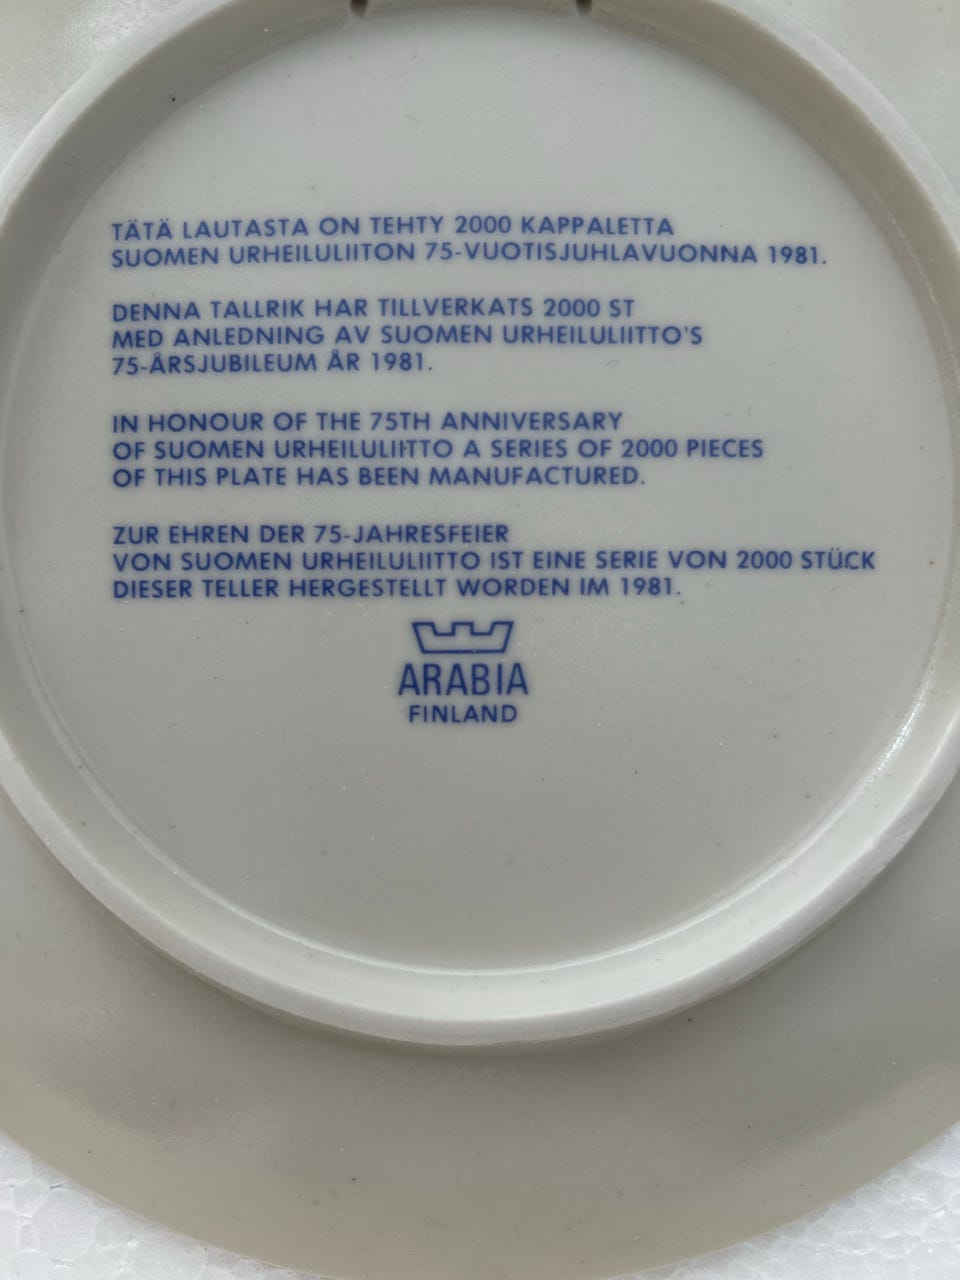 TÄTÄ LAUTASTA ON TEHTY 2000 KAPPALETTA
SUOMEN URHEILULIITON 75-VUOTISJUHLAVUONNA 1981.
DENNA TALLRIK HAR TILLVERKATS 2000 ST
MED ANLEDNING AV SUOMEN URHEILULIITTO'S
75-ÅRSJUBILEUM ÅR 1981.
IN HONOUR OF THE 75TH ANNIVERSARY
OF SUOMEN URHEILULIITTO A SERIES OF 2000 PIECES
OF THIS PLATE HAS BEEN MANUFACTURED.
ZUR EHREN DER 75-JAHRESFEIER
VON SUOMEN URHEILULIITTO IST EINE SERIE VON 2000 STÜCK
DIESER TELLER HERGESTELLT WORDEN IM 1981.
ARABIA
FINLAND